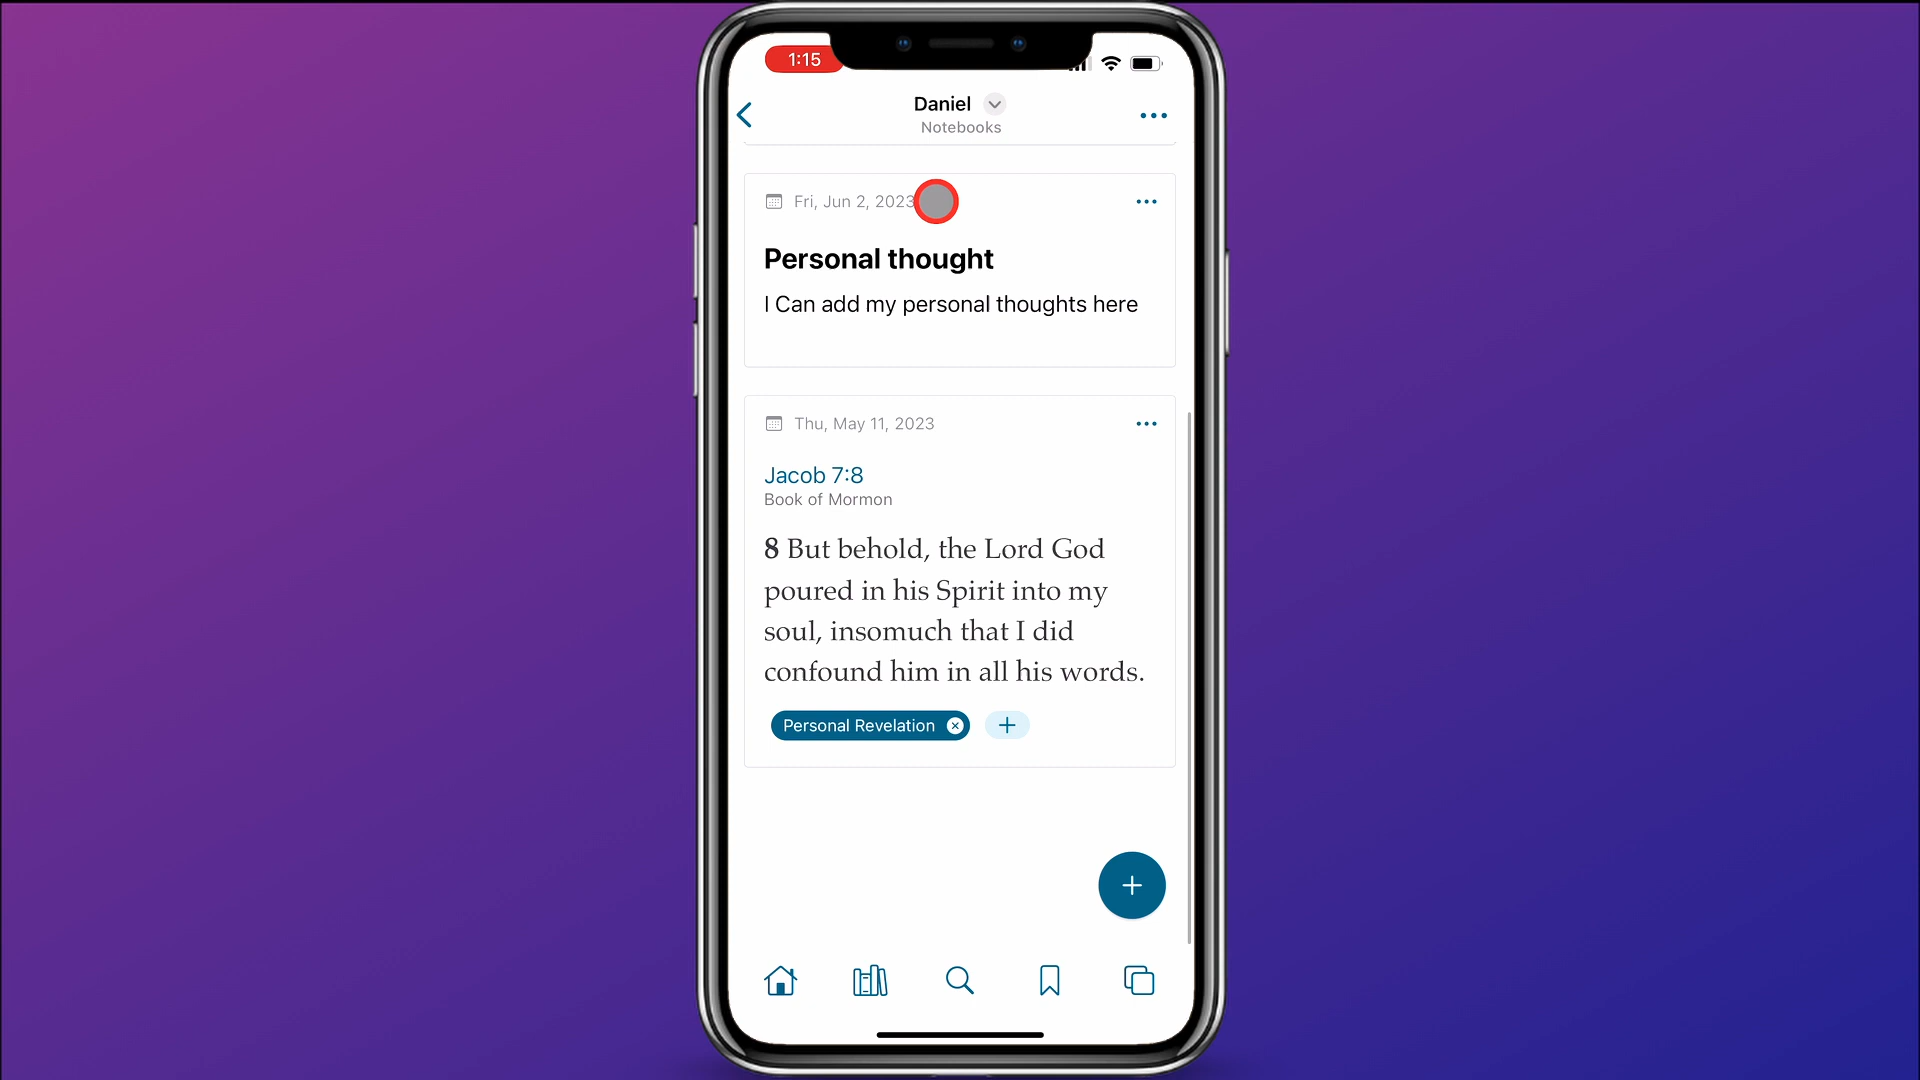 1:15
Daniel
Notebooks
Fri, Jun 2, 2023
Personal thought
I Can add my personal thoughts here
Thu, May 11, 2023
Jacob 7:8
Book of Mormon
8 But behold, the Lord God
poured in his Spirit into my
soul, insomuch that I did
confound him in all his words.
Personal Revelation